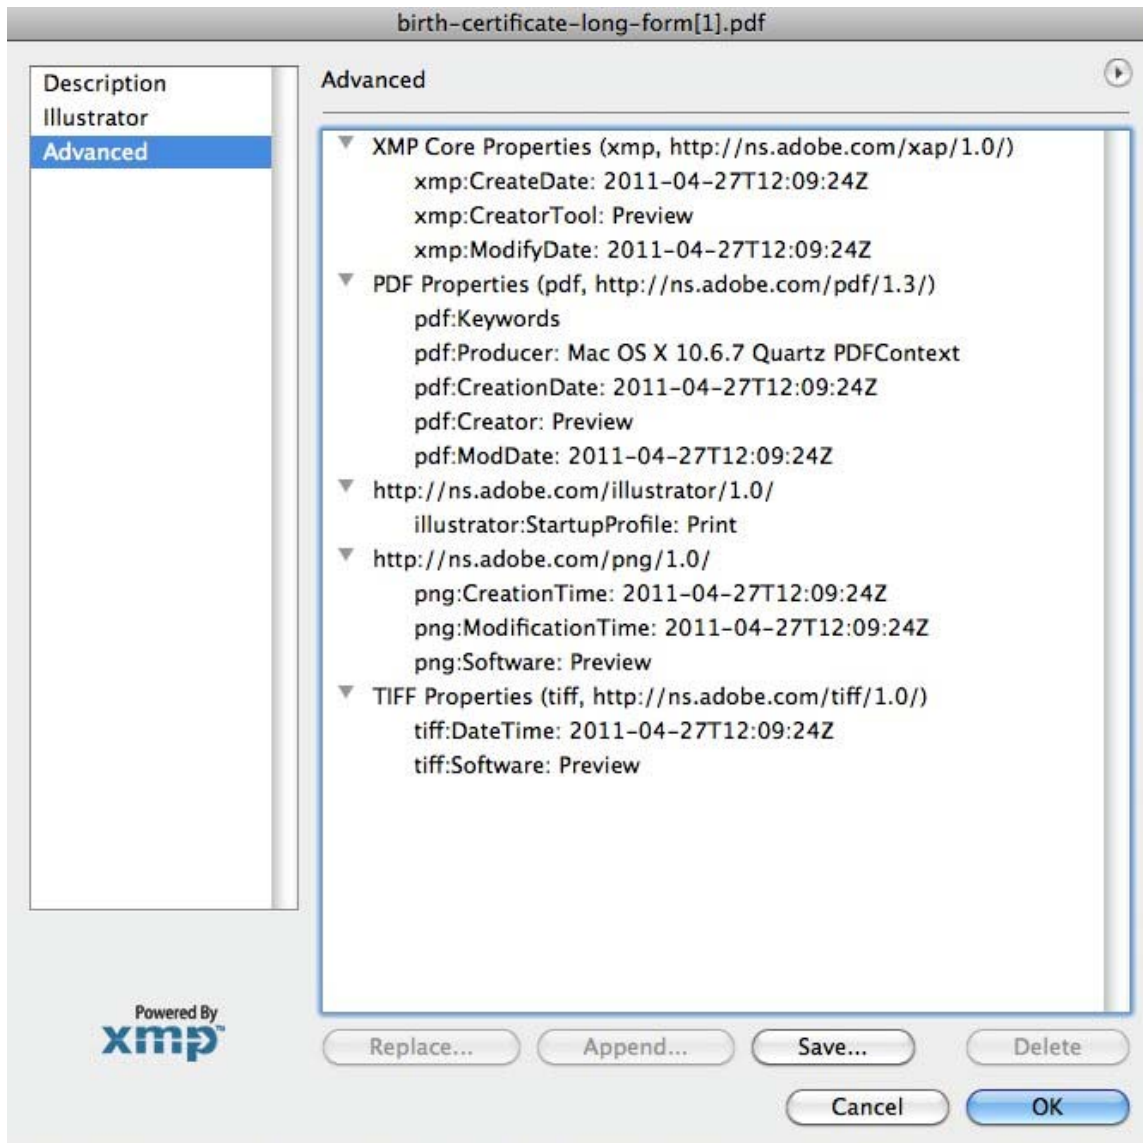 birth-certificate-long-form[1].pdf
Description
Illustrator
Advanced
Advanced
XMP Core Properties (xmp, http://ns.adobe.com/xap/1.0/)
xmp:CreateDate: 2011-04-27T12:09:24Z
xmp:CreatorTool: Preview
xmp:ModifyDate: 2011-04-27T12:09:24Z
PDF Properties (pdf, http://ns.adobe.com/pdf/1.3/)
pdf:Keywords
pdf:Producer: Mac OS X 10.6.7 Quartz PDFContext
pdf:CreationDate: 2011-04-27T12:09:24Z
pdf:Creator: Preview
pdf:ModDate: 2011-04-27T12:09:24Z
http://ns.adobe.com/illustrator/1.0/
illustrator:StartupProfile: Print
http://ns.adobe.com/png/1.0/
png:CreationTime: 2011-04-27T12:09:24Z
png:ModificationTime: 2011-04-27T12:09:24Z
png:Software: Preview
TIFF Properties (tiff, http://ns.adobe.com/tiff/1.0/)
tiff:DateTime: 2011-04-27T12:09:24Z
tiff:Software: Preview
Powered By
xmp™
Replace... Append... Save... Delete
Cancel OK